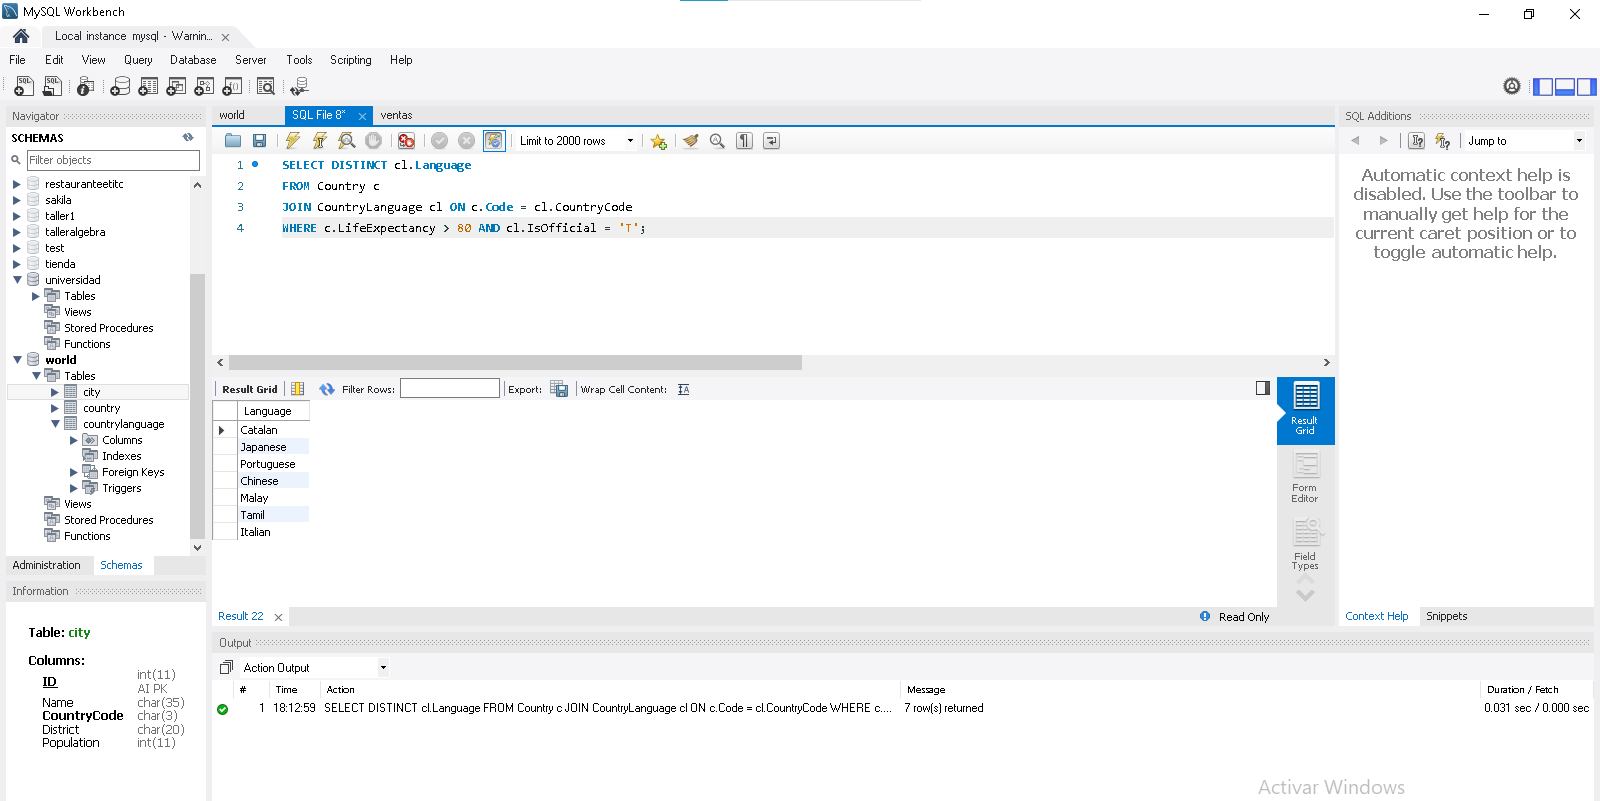 MySQL Workbench
Local instance mysql - Warnin...
File Edit View Query Database Server Tools Scripting Help
Navigator
SCHEMAS
Filter objects
restauranteetitc
sakila
taller1
talleralgebra
test
tienda
universidad
Tables
Views
Stored Procedures
Functions
world
Tables
city
country
countrylanguage
Columns
Indexes
Foreign Keys
Triggers
Views
Stored Procedures
Functions
Administration Schemas
Information
Table: city
Columns:
ID int(11) AI PK
Name char(35)
CountryCode char(3)
District char(20)
Population int(11)
world SQL File 8* ventas
Limit to 2000 rows
1 SELECT DISTINCT cl.Language
2 FROM Country c
3 JOIN CountryLanguage cl ON c.Code = cl.CountryCode
4 WHERE c.LifeExpectancy > 80 AND cl.IsOfficial = 'T';
Result Grid Filter Rows: Export: Wrap Cell Content:
Language
Catalan
Japanese
Portuguese
Chinese
Malay
Tamil
Italian
Result Grid
Form Editor
Field Types
Result 22 Read Only
SQL Additions
Jump to
Automatic context help is
disabled. Use the toolbar to
manually get help for the
current caret position or to
toggle automatic help.
Context Help Snippets
Output
Action Output
# Time Action Message Duration / Fetch
1 18:12:59 SELECT DISTINCT cl.Language FROM Country c JOIN CountryLanguage cl ON c.Code = cl.CountryCode WHERE c.... 7 row(s) returned 0.031 sec / 0.000 sec
Activar Windows